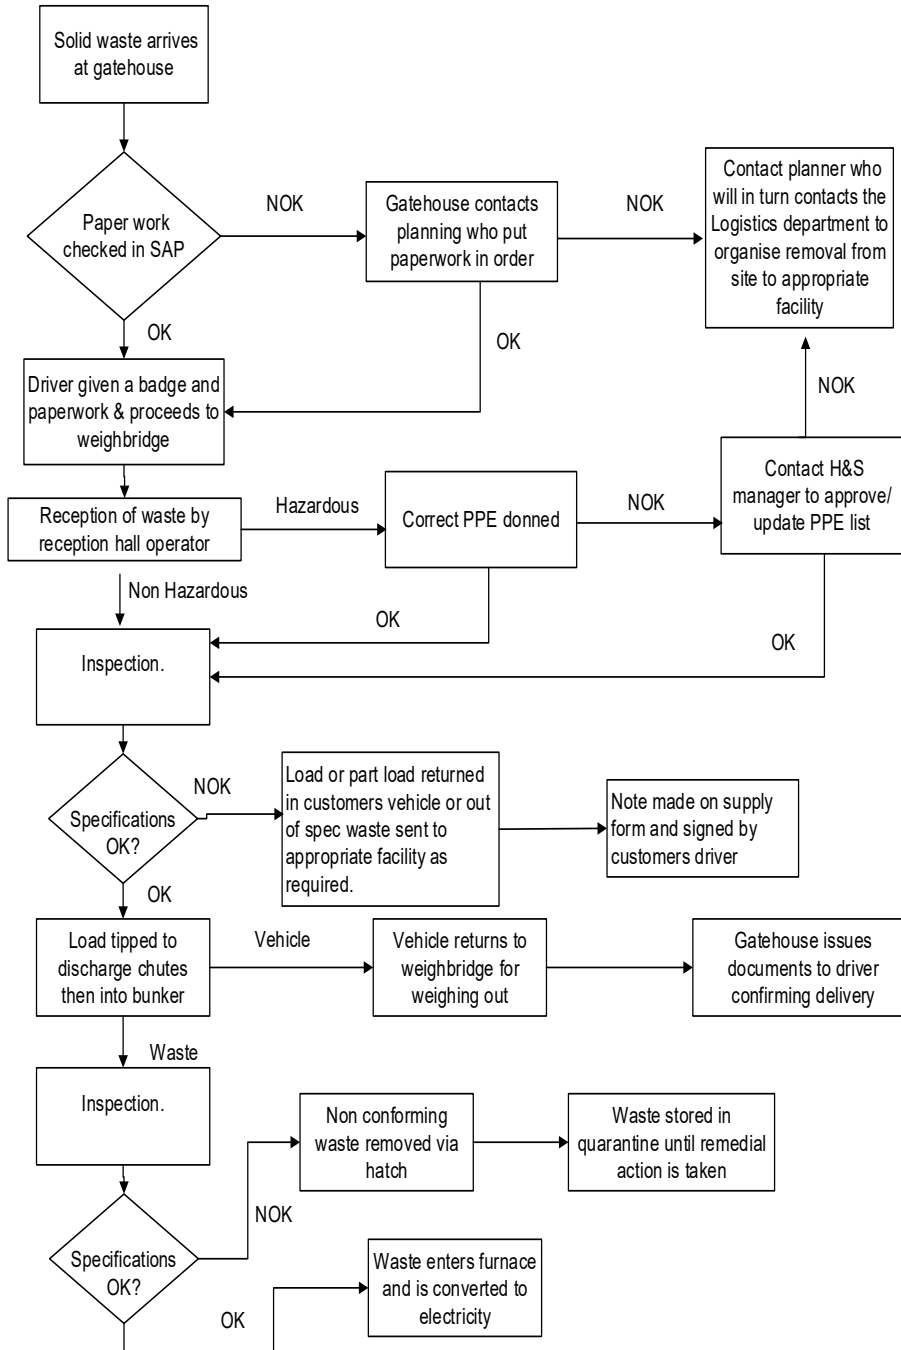 Solid waste arrives
at gatehouse
Paper work
checked in SAP
NOK
Gatehouse contacts
planning who put
paperwork in order
NOK
Contact planner who
will in turn contacts the
Logistics department to
organise removal from
site to appropriate
facility
OK
OK
NOK
Driver given a badge and
paperwork & proceeds to
weighbridge
Reception of waste by
reception hall operator
Hazardous
Correct PPE donned
NOK
Contact H&S
manager to approve/
update PPE list
Non Hazardous
OK
OK
Inspection.
Specifications
OK?
NOK
Load or part load returned
in customers vehicle or out
of spec waste sent to
appropriate facility as
required.
Note made on supply
form and signed by
customers driver
OK
Load tipped to
discharge chutes
then into bunker
Vehicle
Vehicle returns to
weighbridge for
weighing out
Gatehouse issues
documents to driver
confirming delivery
Waste
Inspection.
Non conforming
waste removed via
hatch
Waste stored in
quarantine until remedial
action is taken
NOK
Specifications
OK?
Waste enters furnace
and is converted to
electricity
OK